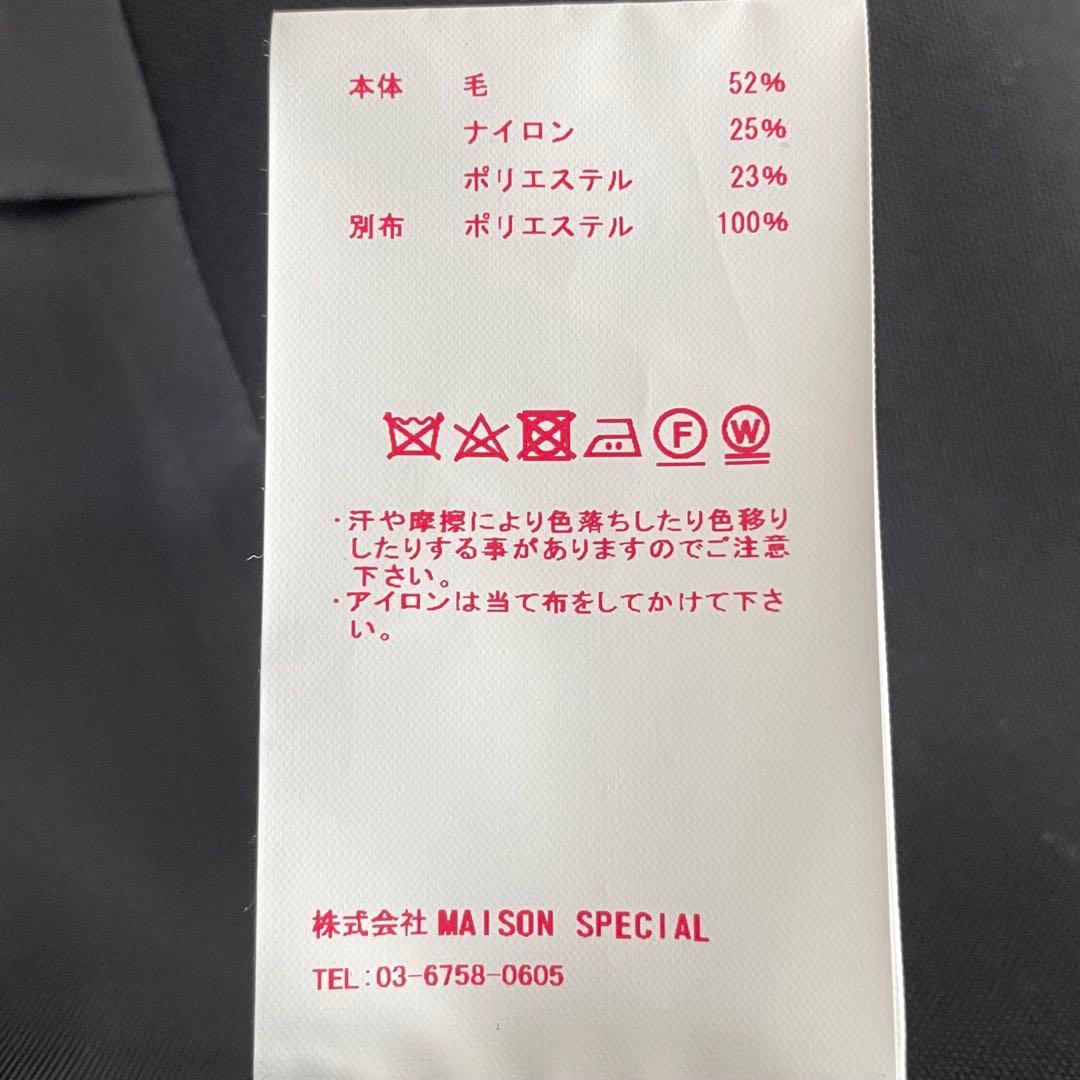 本体 毛 52%
ナイロン 25%
ポリエステル 23%
別布 ポリエステル 100%
F W
・汗や摩擦により色落ちしたり色移り
したりする事がありますのでご注意
下さい。
・アイロンは当て布をしてかけて下さ
い。
株式会社 MAISON SPECIAL
TEL:03-6758-0605